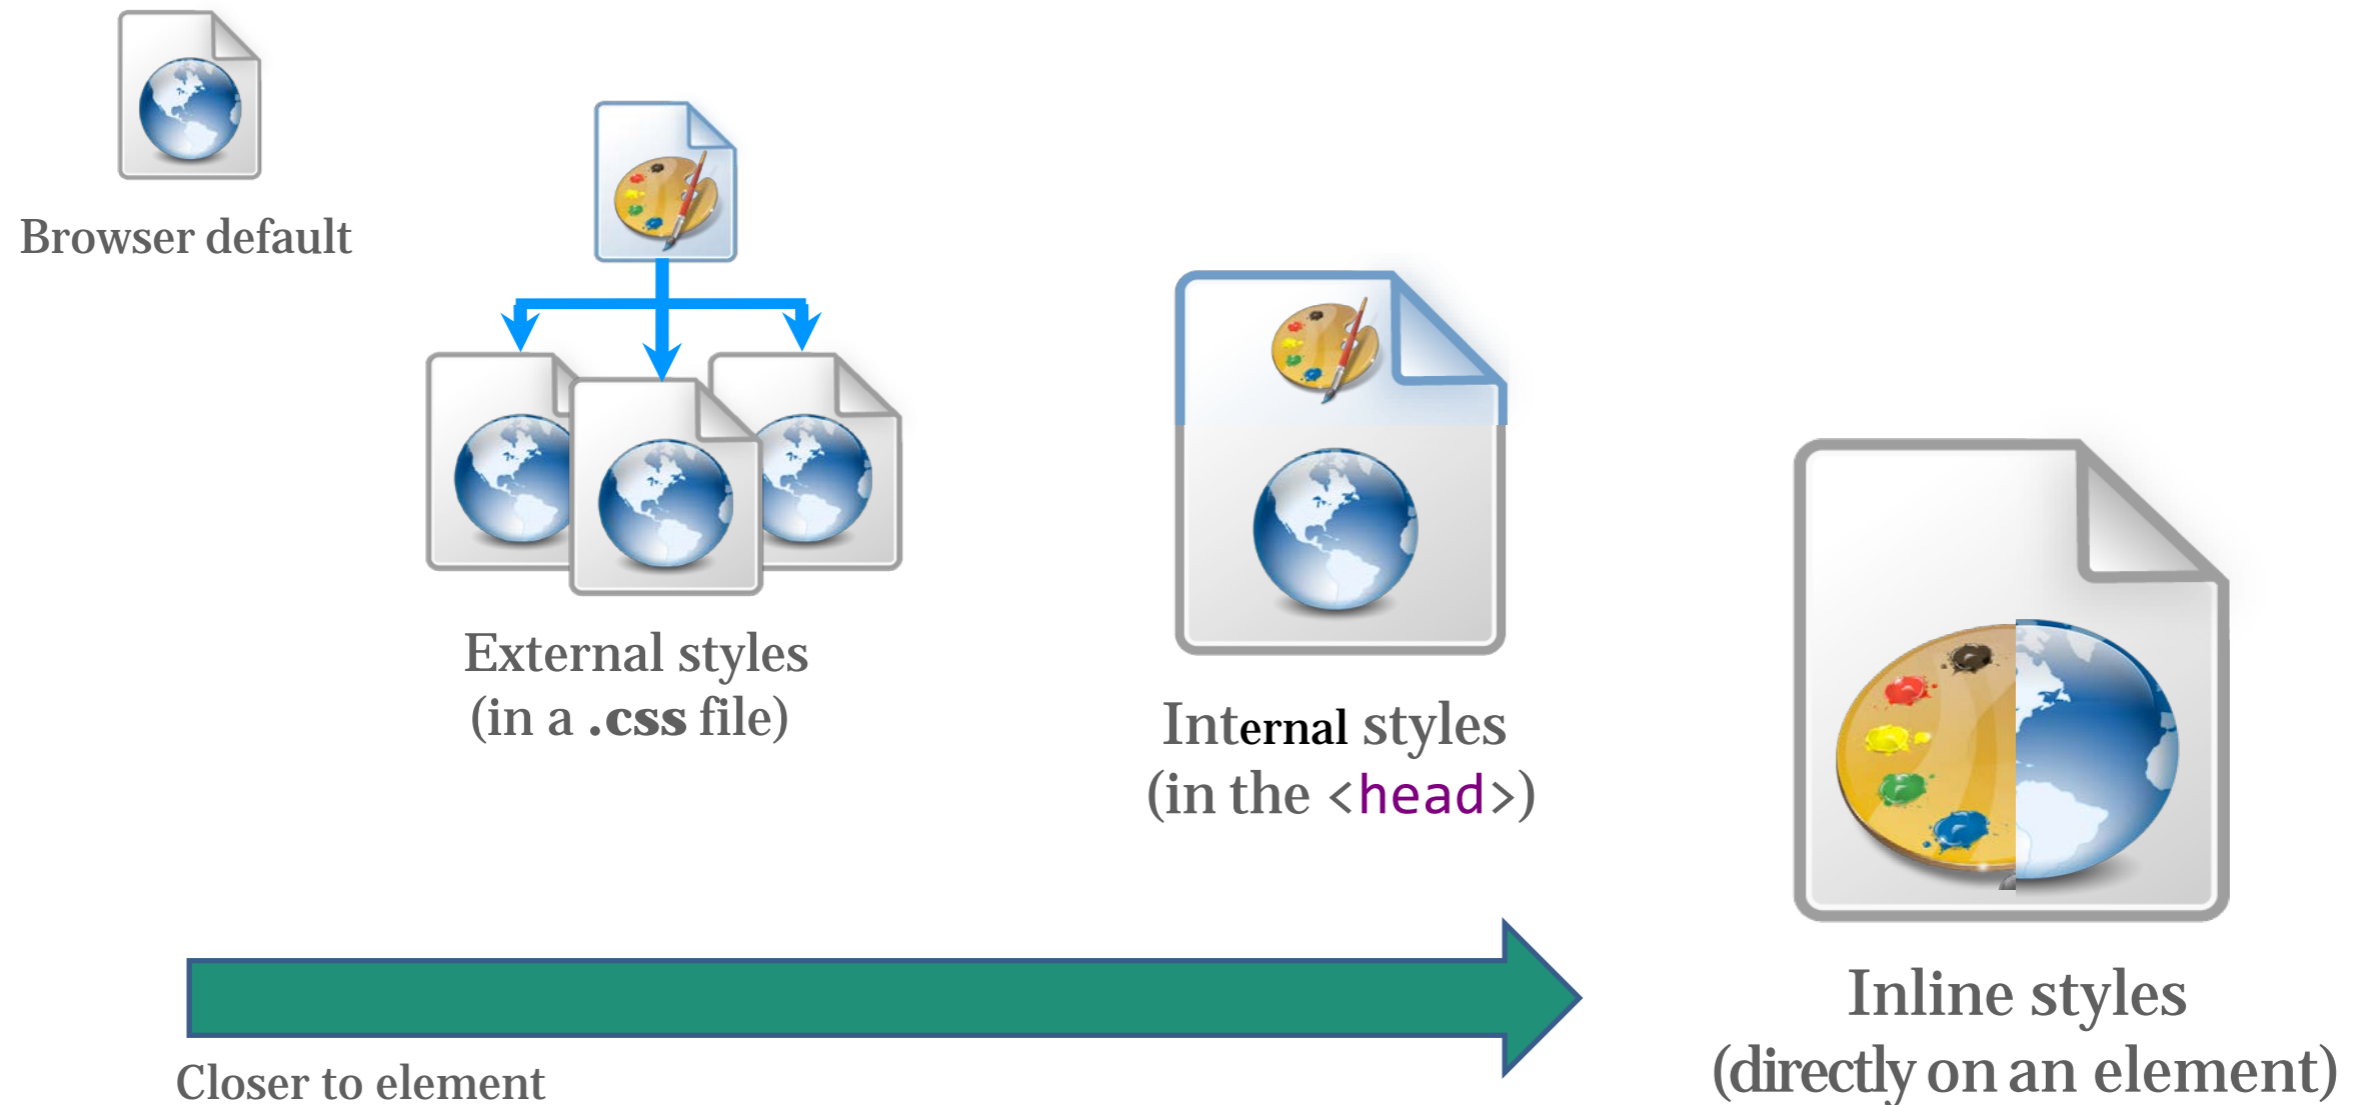 Browser default
External styles
(in a .css file)
Internal styles
(in the <head>)
Inline styles
(directly on an element)
Closer to element